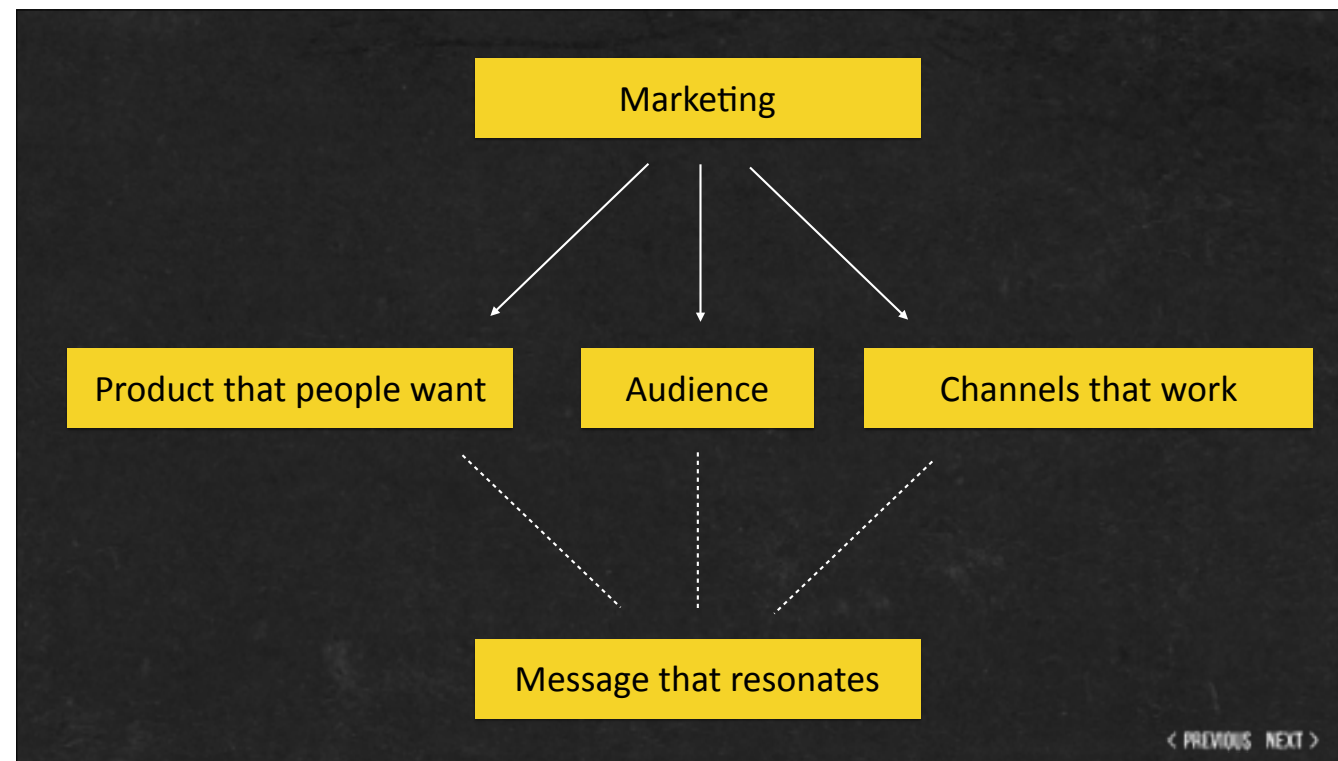 Marketing
Product that people want
Audience
Channels that work
Message that resonates
< PREVIOUS NEXT >